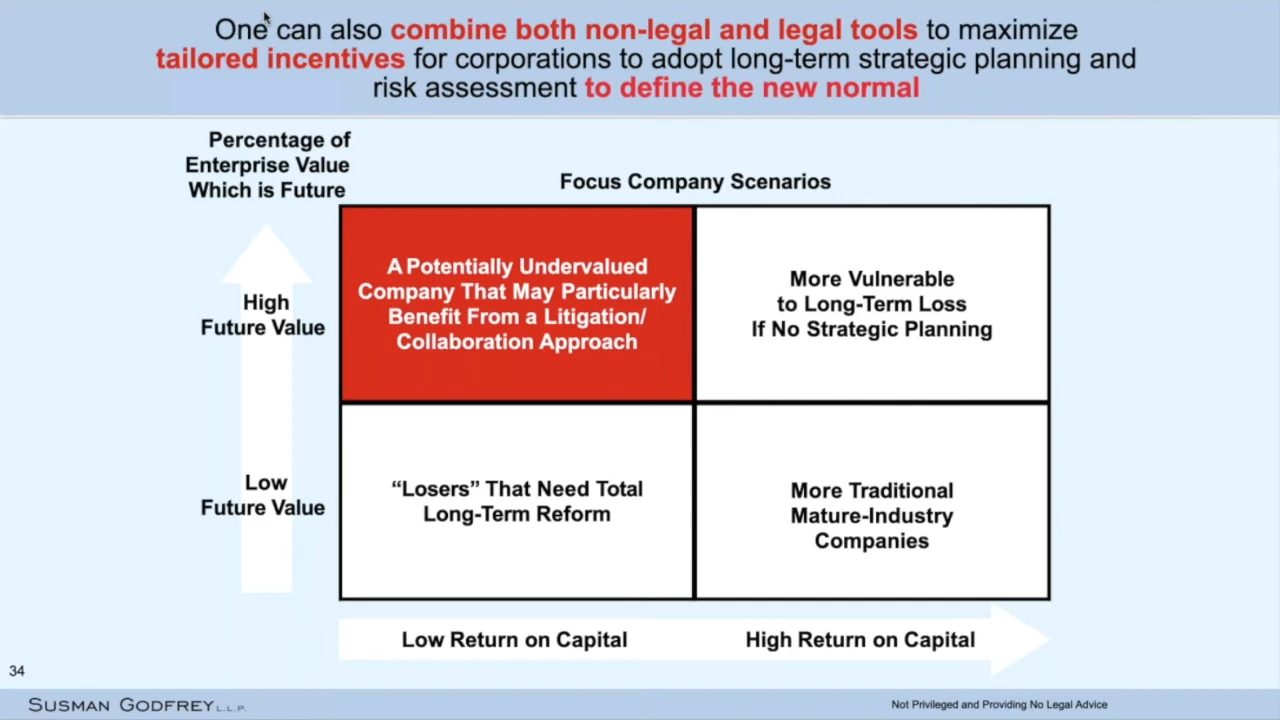 One can also combine both non-legal and legal tools to maximize
tailored incentives for corporations to adopt long-term strategic planning and
risk assessment to define the new normal
Percentage of
Enterprise Value
Which is Future
Focus Company Scenarios
High
Future Value
A Potentially Undervalued
Company That May Particularly
Benefit From a Litigation/
Collaboration Approach
More Vulnerable
to Long-Term Loss
If No Strategic Planning
Low
Future Value
“Losers” That Need Total
Long-Term Reform
More Traditional
Mature-Industry
Companies
Low Return on Capital
High Return on Capital
34
SUSMAN GODFREY L.L.P.
Not Privileged and Providing No Legal Advice